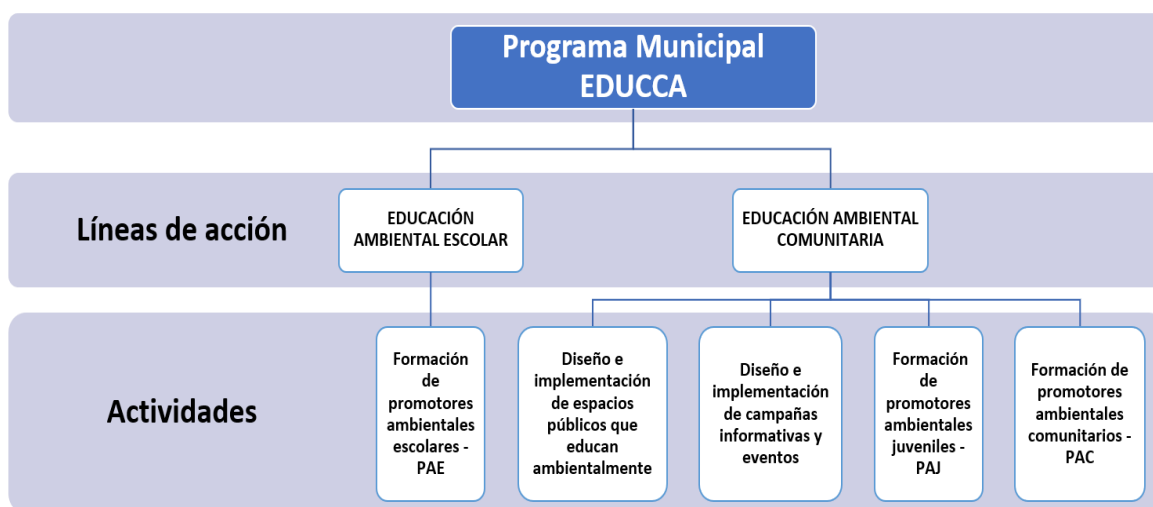 Programa Municipal
EDUCCA
Líneas de acción
EDUCACIÓN
AMBIENTAL ESCOLAR
EDUCACIÓN AMBIENTAL
COMUNITARIA
Actividades
Formación
de
promotores
ambientales
escolares -
PAE
Diseño e
implementación
de espacios
públicos que
educan
ambientalmente
Diseño e
implementación
de campañas
informativas y
eventos
Formación
de
promotores
ambientales
juveniles -
PAJ
Formación de
promotores
ambientales
comunitarios -
PAC